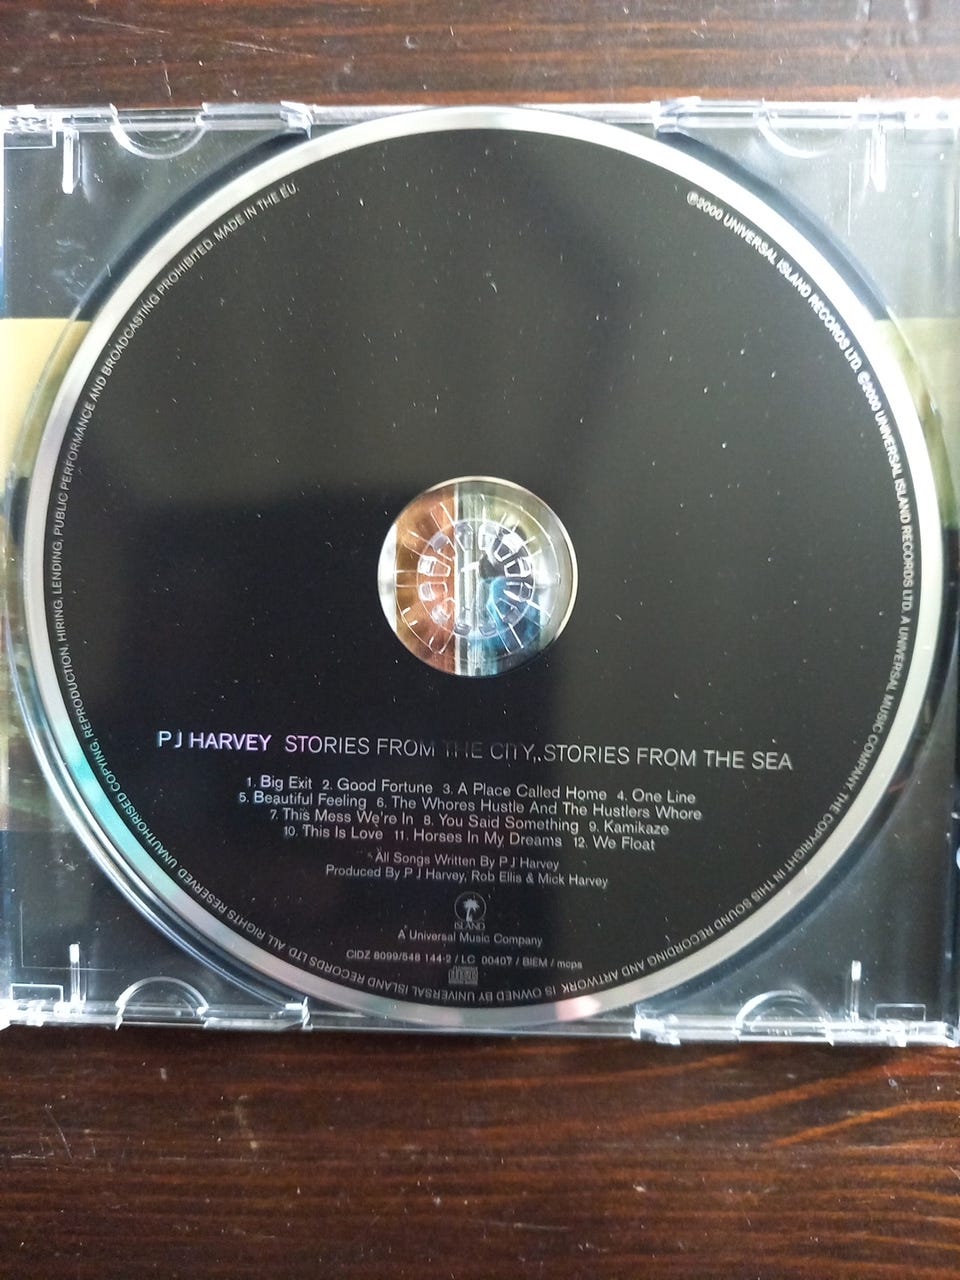 ℗2000 UNIVERSAL ISLAND RECORDS LTD. ©2000 UNIVERSAL ISLAND RECORDS LTD. A UNIVERSAL MUSIC COMPANY. THE COPYRIGHT IN THIS SOUND RECORDING AND ARTWORK IS OWNED BY UNIVERSAL ISLAND RECORDS LTD. ALL RIGHTS RESERVED. UNAUTHORISED COPYING, REPRODUCTION, HIRING, LENDING, PUBLIC PERFORMANCE AND BROADCASTING PROHIBITED. MADE IN THE EU.
PJ HARVEY STORIES FROM THE CITY, STORIES FROM THE SEA
1. Big Exit 2. Good Fortune 3. A Place Called Home 4. One Line
5. Beautiful Feeling 6. The Whores Hustle And The Hustlers Whore
7. This Mess We're In 8. You Said Something 9. Kamikaze
10. This Is Love 11. Horses In My Dreams 12. We Float
All Songs Written By P J Harvey
Produced By P J Harvey, Rob Ellis & Mick Harvey
ISLAND
A Universal Music Company
CIDZ 8099/548 144-2 / LC 00407 / BIEM / mcps
COMPACT disc DIGITAL AUDIO